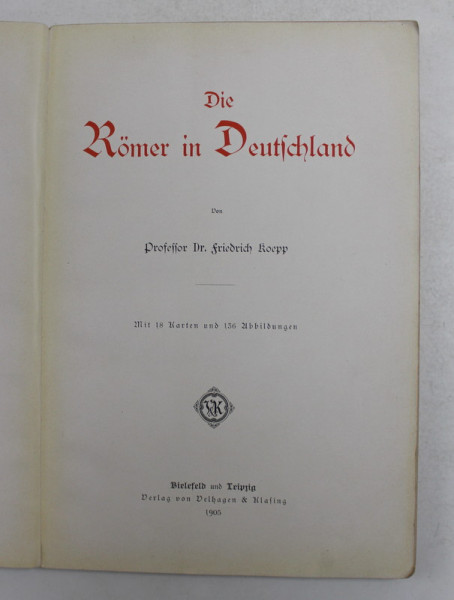 Die
Römer in Deutſchland
Von
Profeſſor Dr. Friedrich Koepp
Mit 18 Karten und 136 Abbildungen
VK
Bielefeld und Leipzig
Verlag von Velhagen & Klaſing
1905